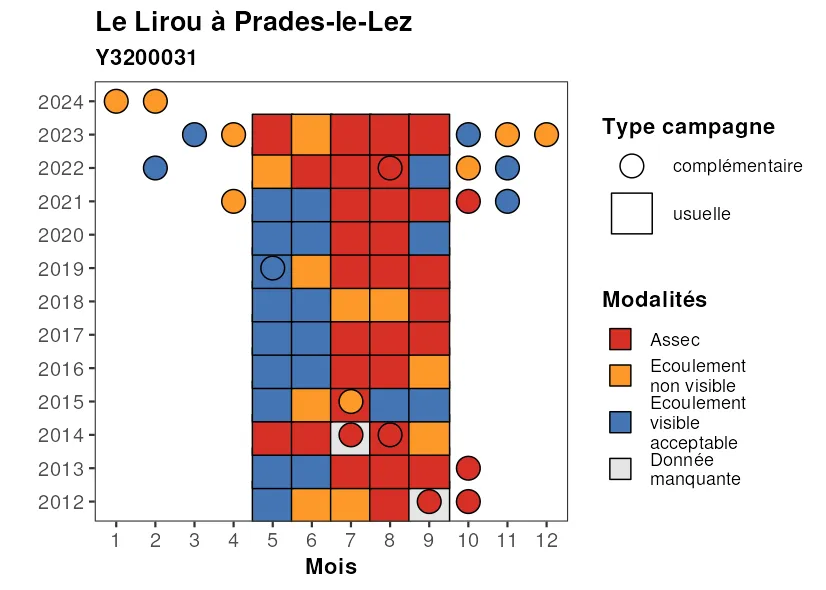 Le Lirou à Prades-le-Lez
Y3200031
2024
2023
2022
2021
2020
2019
2018
2017
2016
2015
2014
2013
2012
1 2 3 4 5 6 7 8 9 10 11 12
Mois
Type campagne
complémentaire
usuelle
Modalités
Assec
Ecoulement
non visible
Ecoulement
visible
acceptable
Donnée
manquante